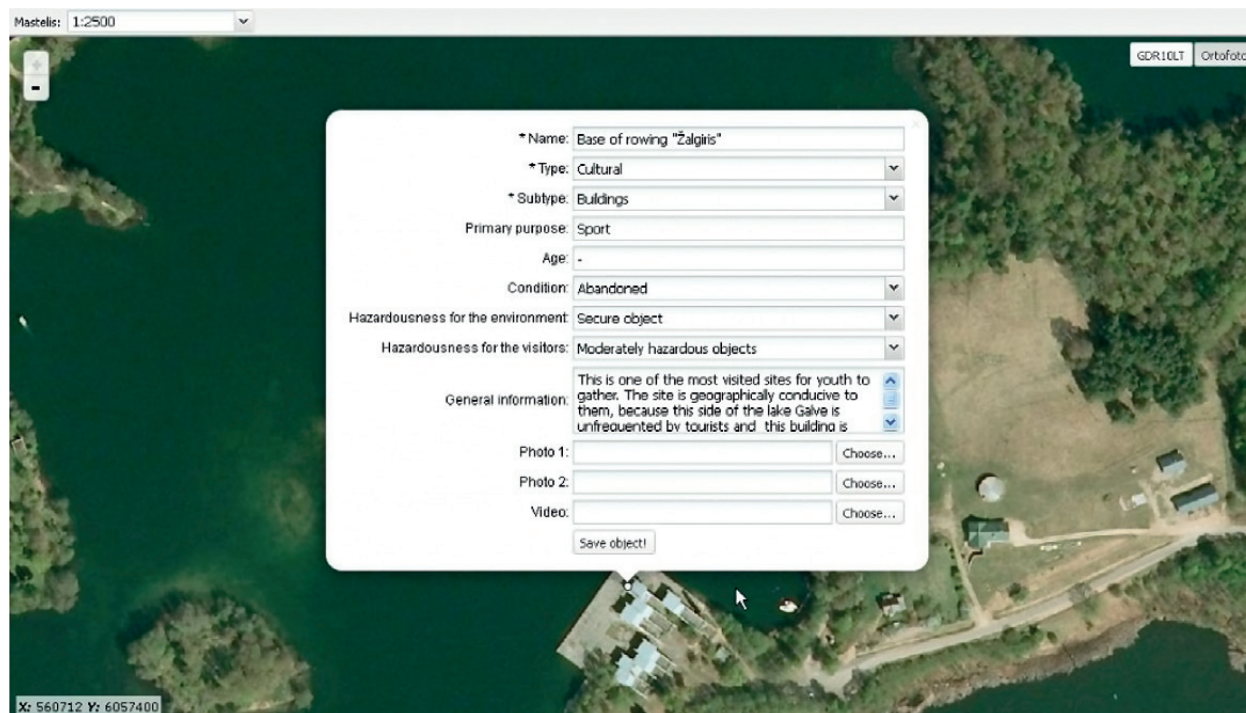 Mastelis: 1:2500
GDR10LT Ortofoto
+
-
* Name: Base of rowing "Žalgiris"
* Type: Cultural
* Subtype: Buildings
Primary purpose: Sport
Age: -
Condition: Abandoned
Hazardousness for the environment: Secure object
Hazardousness for the visitors: Moderately hazardous objects
General information: This is one of the most visited sites for youth to
gather. The site is geographically conducive to
them, because this side of the lake Galve is
unfrequented by tourists and this building is
Photo 1: Choose...
Photo 2: Choose...
Video: Choose...
Save object!
X: 560712 Y: 6057400